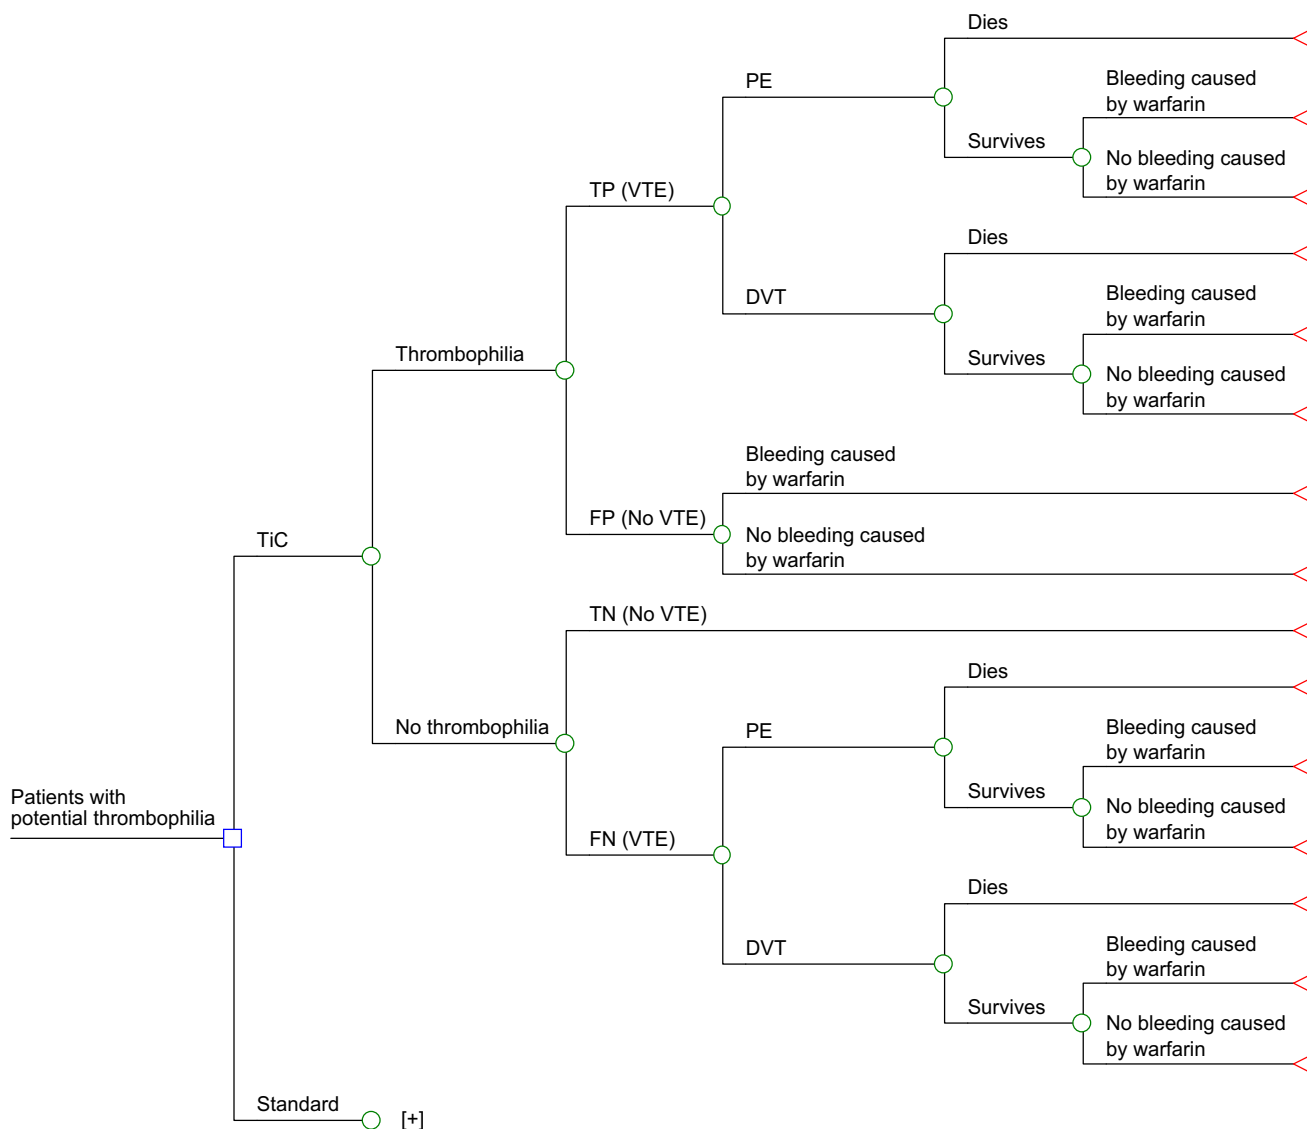 Dies
PE
Bleeding caused
by warfarin
Survives
No bleeding caused
by warfarin
TP (VTE)
Dies
DVT
Bleeding caused
by warfarin
Survives
No bleeding caused
by warfarin
Thrombophilia
Bleeding caused
by warfarin
FP (No VTE)
No bleeding caused
by warfarin
TiC
TN (No VTE)
Dies
No thrombophilia
PE
Bleeding caused
by warfarin
Survives
No bleeding caused
by warfarin
Patients with
potential thrombophilia
FN (VTE)
Dies
DVT
Bleeding caused
by warfarin
Survives
No bleeding caused
by warfarin
Standard
[+]